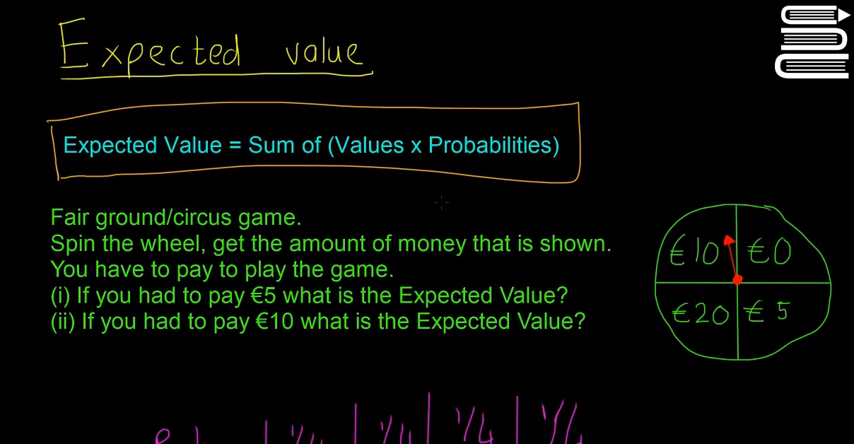 Expected value
Expected Value = Sum of (Values x Probabilities)
Fair ground/circus game.
Spin the wheel, get the amount of money that is shown.
You have to pay to play the game.
(i) If you had to pay €5 what is the Expected Value?
(ii) If you had to pay €10 what is the Expected Value?
€10 €0
€20 €5
1/4